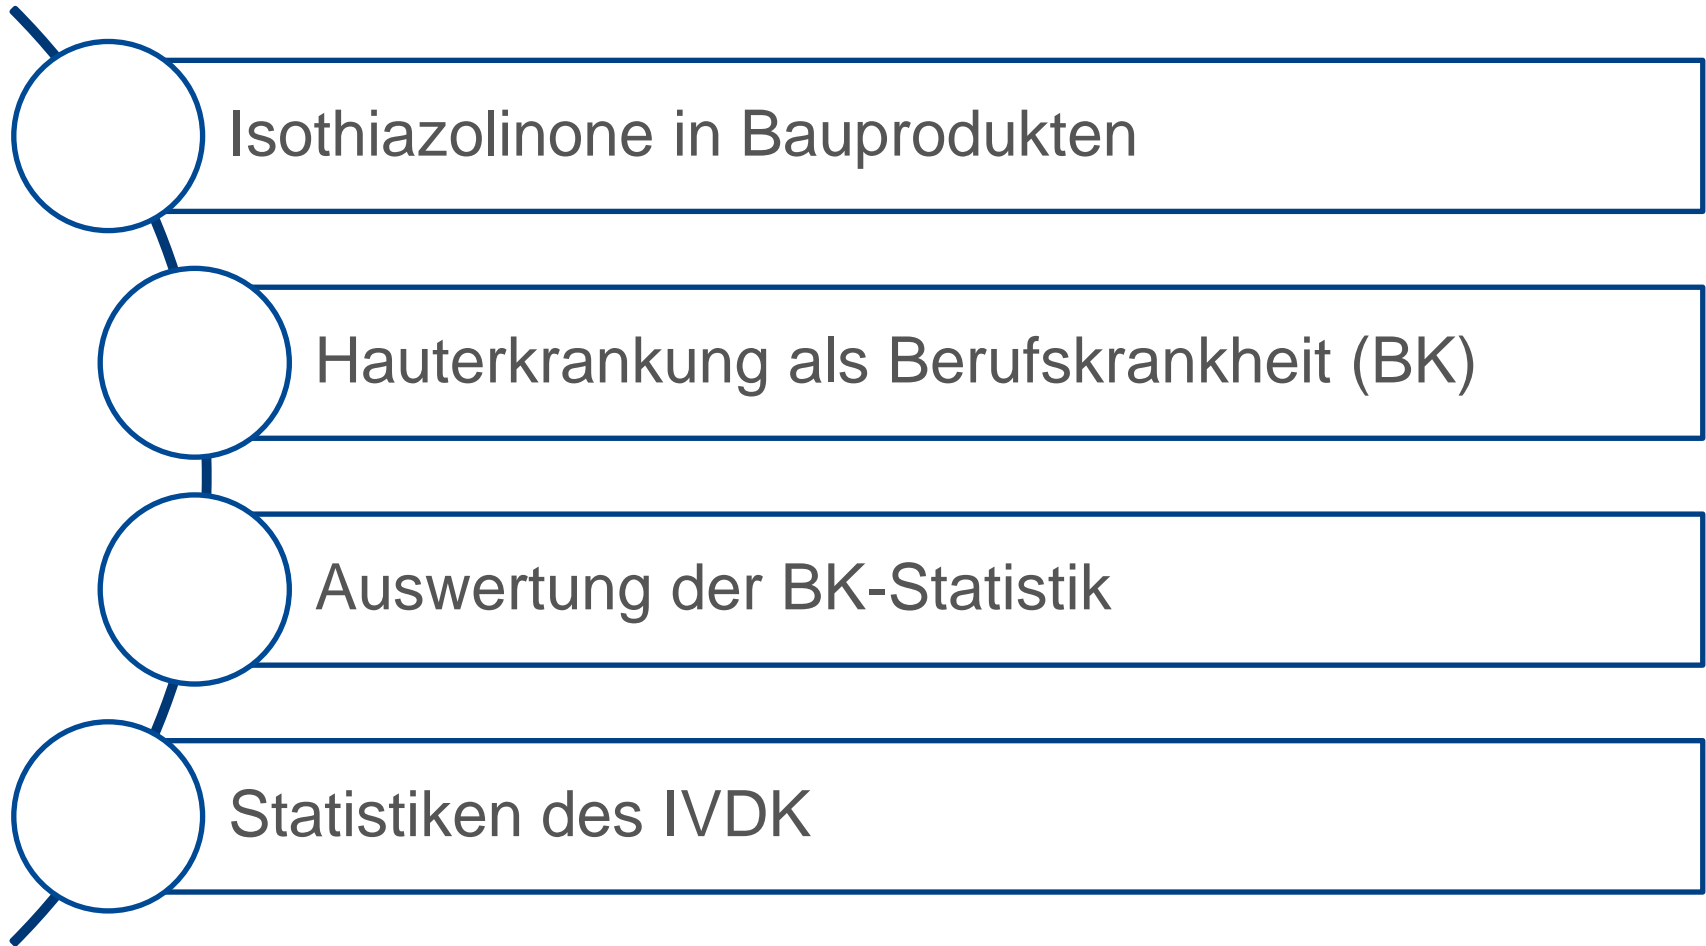 Isothiazolinone in Bauprodukten
Hauterkrankung als Berufskrankheit (BK)
Auswertung der BK-Statistik
Statistiken des IVDK